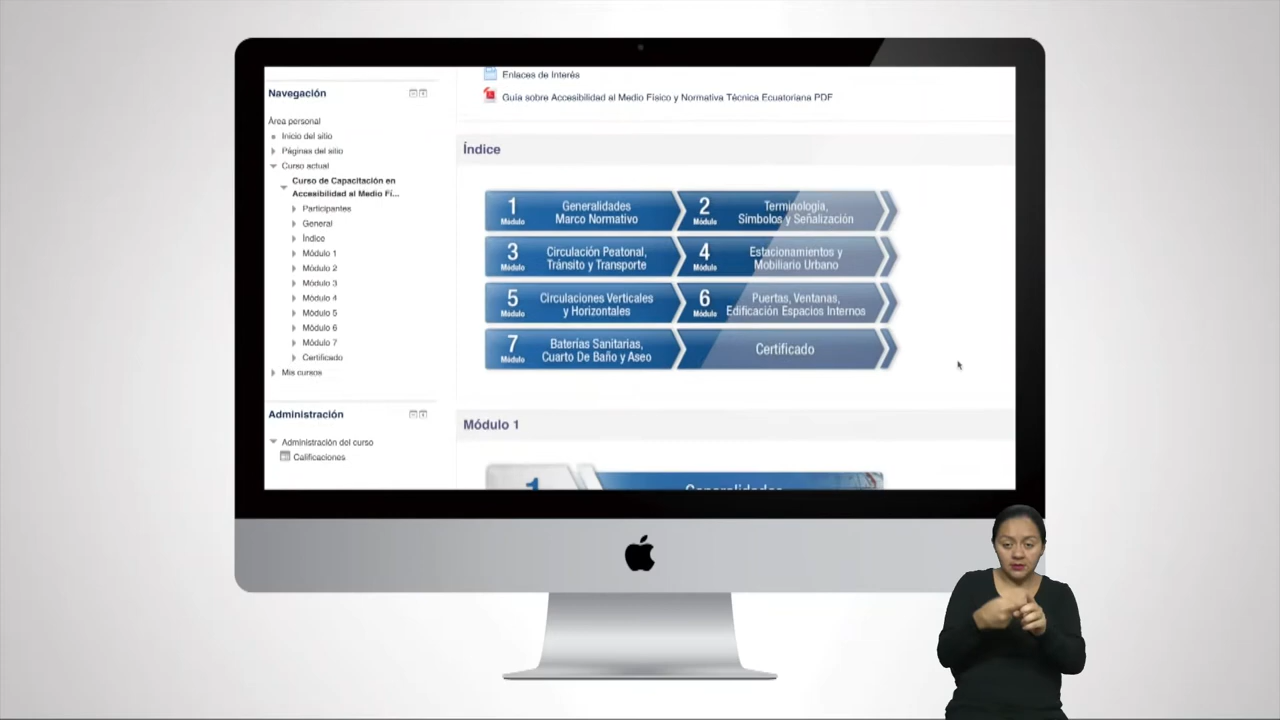 Enlaces de Interés
Guía sobre Accesibilidad al Medio Físico y Normativa Técnica Ecuatoriana PDF
Navegación
Área personal
Inicio del sitio
Páginas del sitio
Curso actual
Curso de Capacitación en
Accesibilidad al Medio Fí...
Participantes
General
Índice
Módulo 1
Módulo 2
Módulo 3
Módulo 4
Módulo 5
Módulo 6
Módulo 7
Certificado
Mis cursos
Administración
Administración del curso
Calificaciones
Índice
1 Módulo Generalidades Marco Normativo
2 Módulo Terminología, Símbolos y Señalización
3 Módulo Circulación Peatonal, Tránsito y Transporte
4 Módulo Estacionamientos y Mobiliario Urbano
5 Módulo Circulaciones Verticales y Horizontales
6 Módulo Puertas, Ventanas, Edificación Espacios Internos
7 Módulo Baterías Sanitarias, Cuarto De Baño y Aseo
Certificado
Módulo 1
1 Generalidades